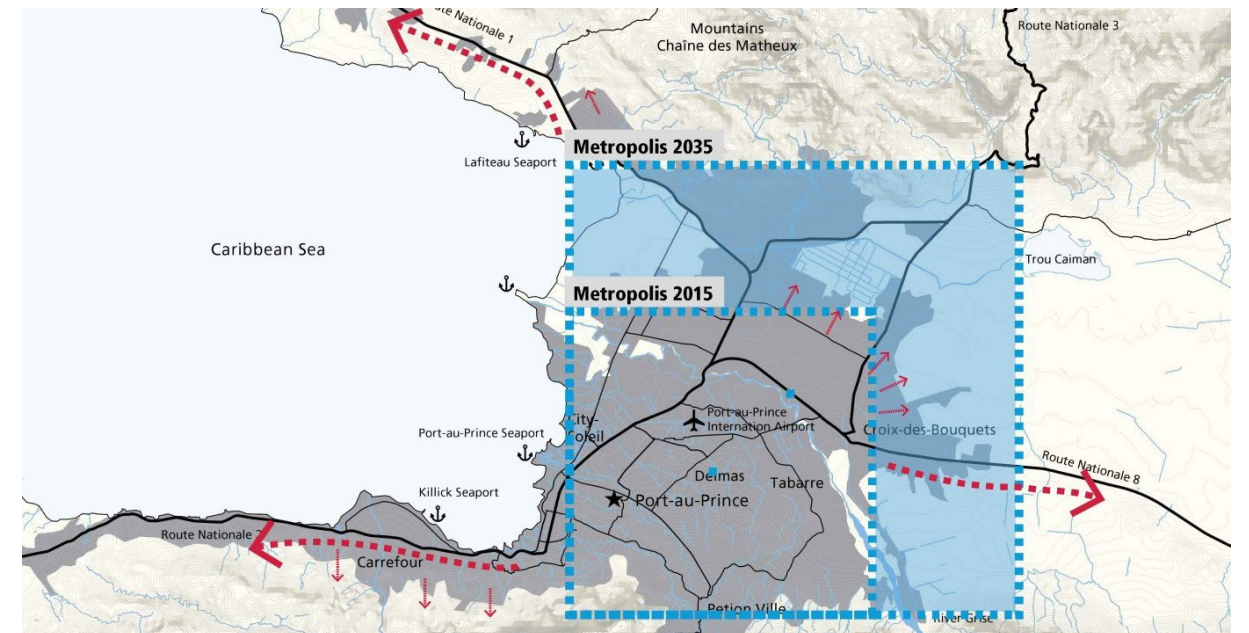 Route Nationale 1
Mountains
Chaîne des Matheux
Route Nationale 3
Lafiteau Seaport
Metropolis 2035
Caribbean Sea
Trou Caiman
Metropolis 2015
City-
Soleil
Port-au-Prince
Internation Airport
Port-au-Prince Seaport
Croix-des-Bouquets
Route Nationale 8
Delmas
Tabarre
Killick Seaport
Port-au-Prince
Route Nationale
Carrefour
Petion Ville
River Grise